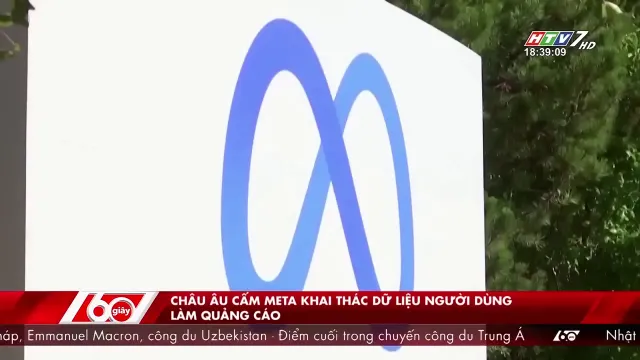 HTV7 HD
18:39:09
60 giây
CHÂU ÂU CẤM META KHAI THÁC DỮ LIỆU NGƯỜI DÙNG
LÀM QUẢNG CÁO
háp, Emmanuel Macron, công du Uzbekistan - Điểm cuối trong chuyến công du Trung Á
60
Nhật